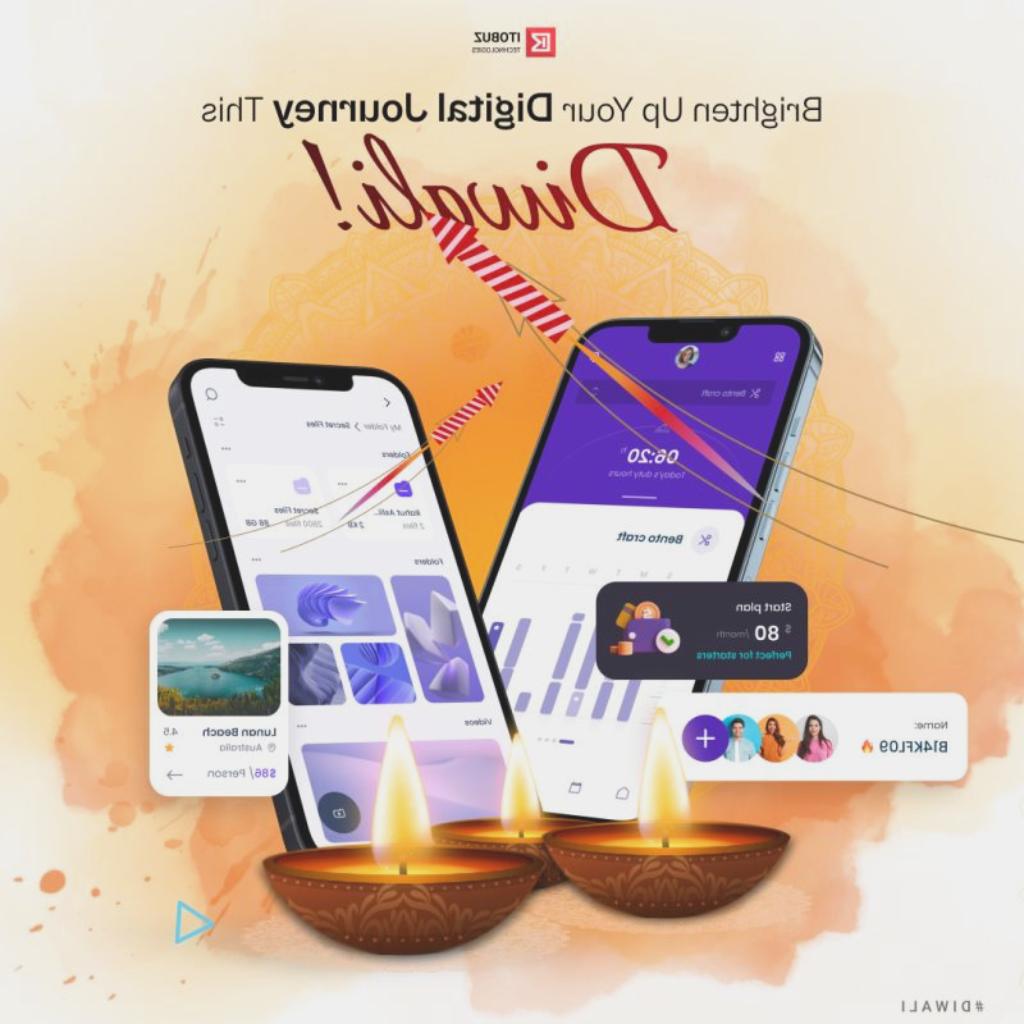 ITOBUZ
TECHNOLOGIES
Brighten Up Your Digital Journey This
Diwali!
Bento craft
06:20 h
Today's duty hours
Bento craft
S M T W T F S
My Folder > Secret Files
Folders
Rahul Asli...
2 files 2 KB
Secret Files
2800 files 86 GB
Folders
Videos
Start plan
$ 80 /month
Perfect for starters
Name:
B14KFL09
Lunan Beach 4.5
Australia
$86/Person
#DIWALI